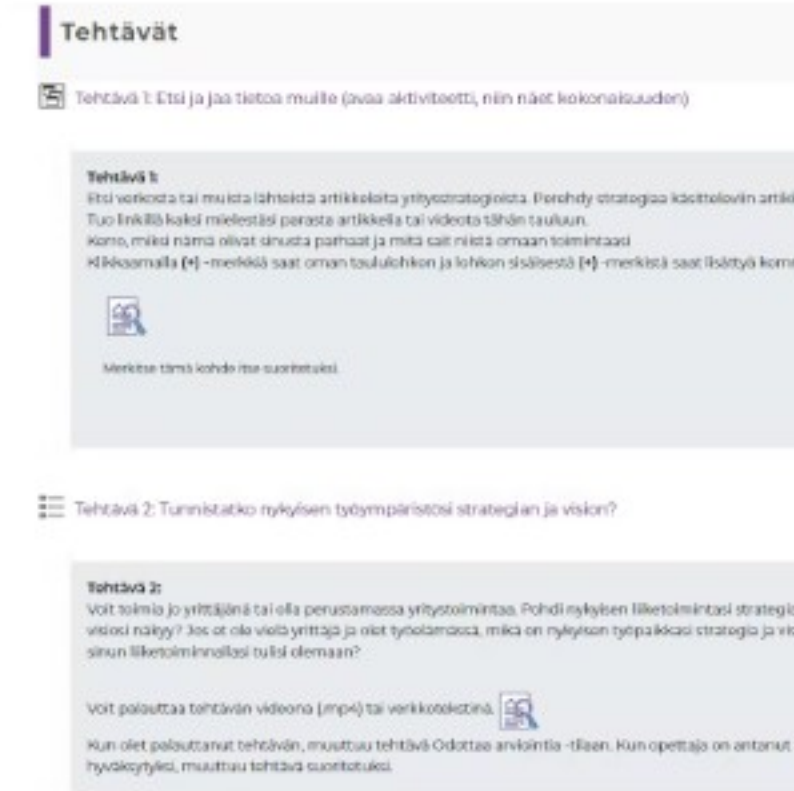 Tehtävät
Tehtävä 1: Etsi ja jaa tietoa muille (avaa aktiviteetti, niin näet kokonaisuuden)
Tehtävä 1:
Etsi verkosta tai muista lähteistä artikkeleita yritysstrategioista. Perehdy strategiaa käsitteleviin
Tuo linkillä kaksi mielestäsi parasta artikkelia tai videota tähän tauluun.
Kerro, miksi nämä olivat sinusta parhaat ja mitä sait niistä omaan toimintaasi
Klikkaamalla (+) -merkkiä saat oman taululohkon ja lohkon sisäisestä (+) -merkistä saat lisättyä
Merkitse tämä kohde itse suoritetuksi.
Tehtävä 2: Tunnistatko nykyisen työympäristösi strategian ja vision?
Tehtävä 2:
Voit toimia jo yrittäjänä tai olla perustamassa yritystoimintaa. Pohdi nykyisen liiketoimintasi
visiosi näkyy? Jos et ole vielä yrittäjä ja olet työelämässä, mikä on nykyisen työpaikkasi strategia ja
sinun liiketoiminnallasi tulisi olemaan?
Voit palauttaa tehtävän videona (.mp4) tai verkkotekstinä.
Kun olet palauttanut tehtävän, muuttuu tehtävä Odottaa arviointia -tilaan. Kun opettaja on antanut
hyväksytyksi, muuttuu tehtävä suoritetuksi.